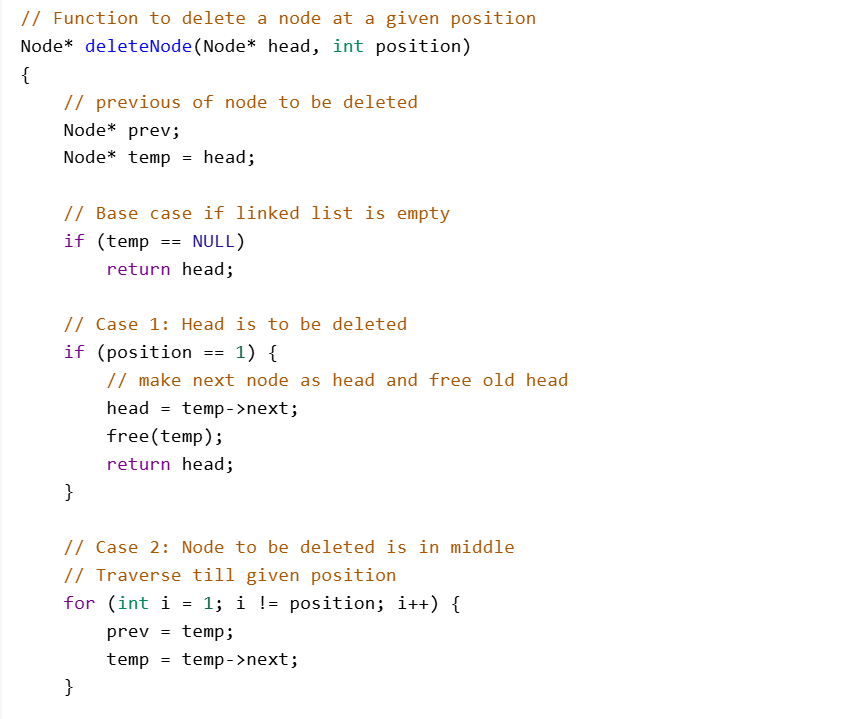 // Function to delete a node at a given position
Node* deleteNode(Node* head, int position)
{
    // previous of node to be deleted
    Node* prev;
    Node* temp = head;

    // Base case if linked list is empty
    if (temp == NULL)
        return head;

    // Case 1: Head is to be deleted
    if (position == 1) {
        // make next node as head and free old head
        head = temp->next;
        free(temp);
        return head;
    }

    // Case 2: Node to be deleted is in middle
    // Traverse till given position
    for (int i = 1; i != position; i++) {
        prev = temp;
        temp = temp->next;
    }